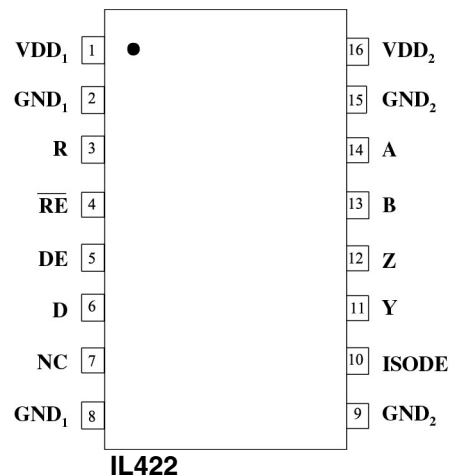 VDD₁ 1 16 VDD₂
GND₁ 2 15 GND₂
R 3 14 A
R̅E̅ 4 13 B
DE 5 12 Z
D 6 11 Y
NC 7 10 ISODE
GND₁ 8 9 GND₂
IL422